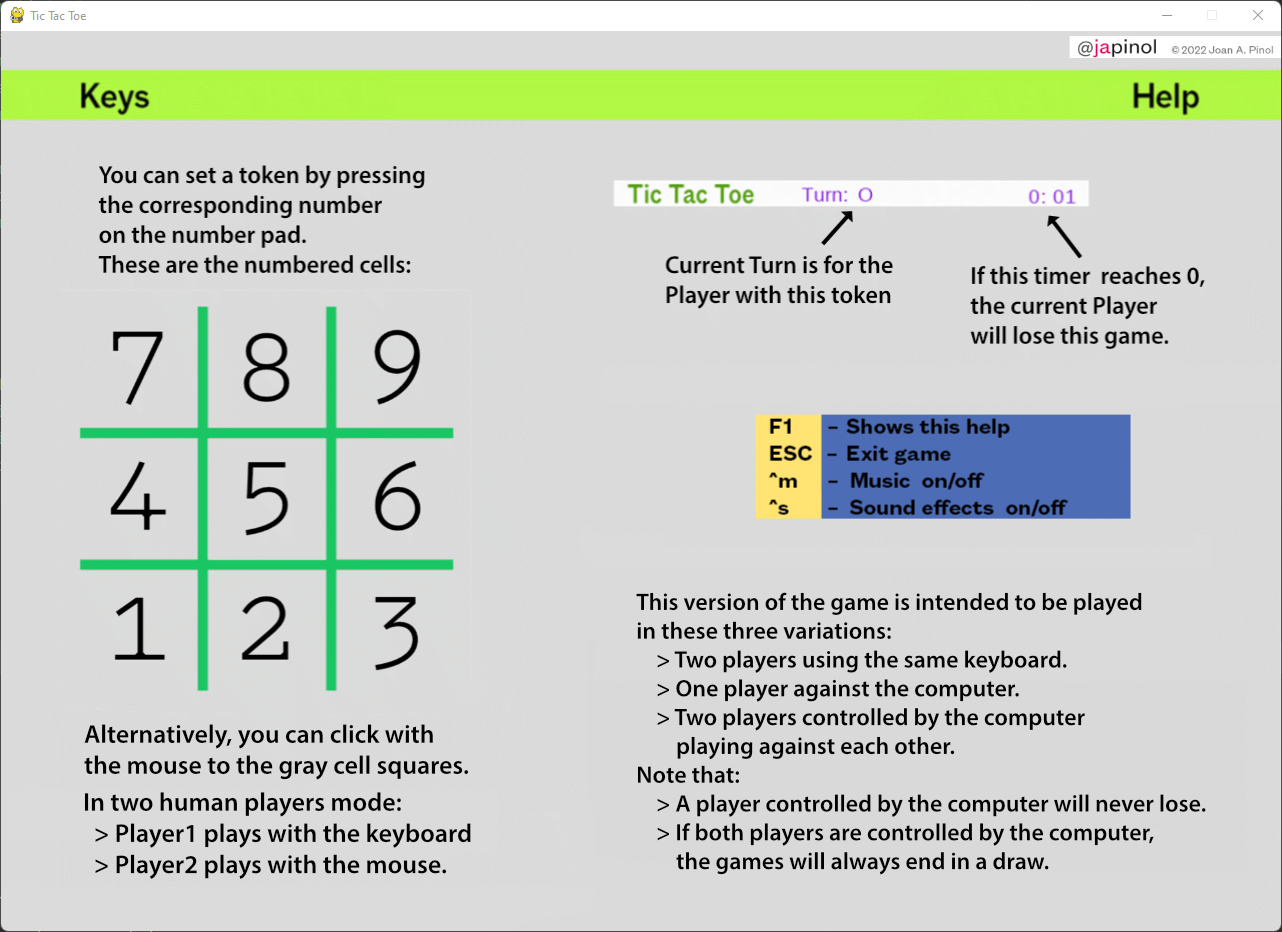 Tic Tac Toe
@japinol © 2022 Joan A. Pinol
Keys
Help
You can set a token by pressing
the corresponding number
on the number pad.
These are the numbered cells:
7 8 9
4 5 6
1 2 3
Alternatively, you can click with
the mouse to the gray cell squares.
In two human players mode:
> Player1 plays with the keyboard
> Player2 plays with the mouse.
Tic Tac Toe Turn: O 0: 01
Current Turn is for the
Player with this token
If this timer reaches 0,
the current Player
will lose this game.
F1 – Shows this help
ESC – Exit game
^m – Music on/off
^s – Sound effects on/off
This version of the game is intended to be played
in these three variations:
> Two players using the same keyboard.
> One player against the computer.
> Two players controlled by the computer
playing against each other.
Note that:
> A player controlled by the computer will never lose.
> If both players are controlled by the computer,
the games will always end in a draw.